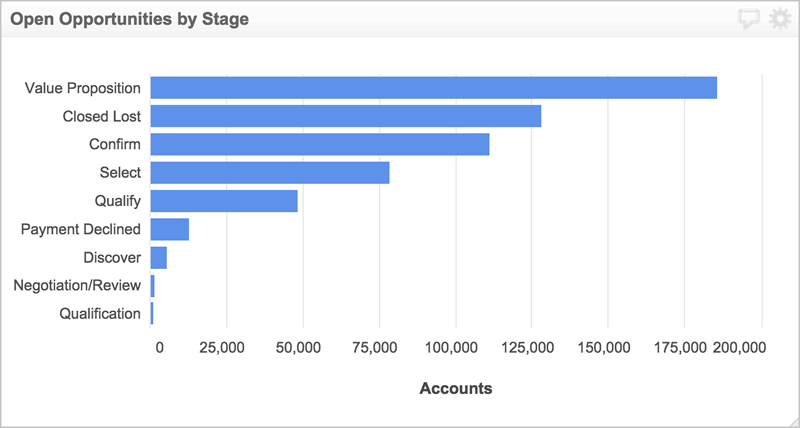 Open Opportunities by Stage
Value Proposition
Closed Lost
Confirm
Select
Qualify
Payment Declined
Discover
Negotiation/Review
Qualification
0 25,000 50,000 75,000 100,000 125,000 150,000 175,000 200,000
Accounts